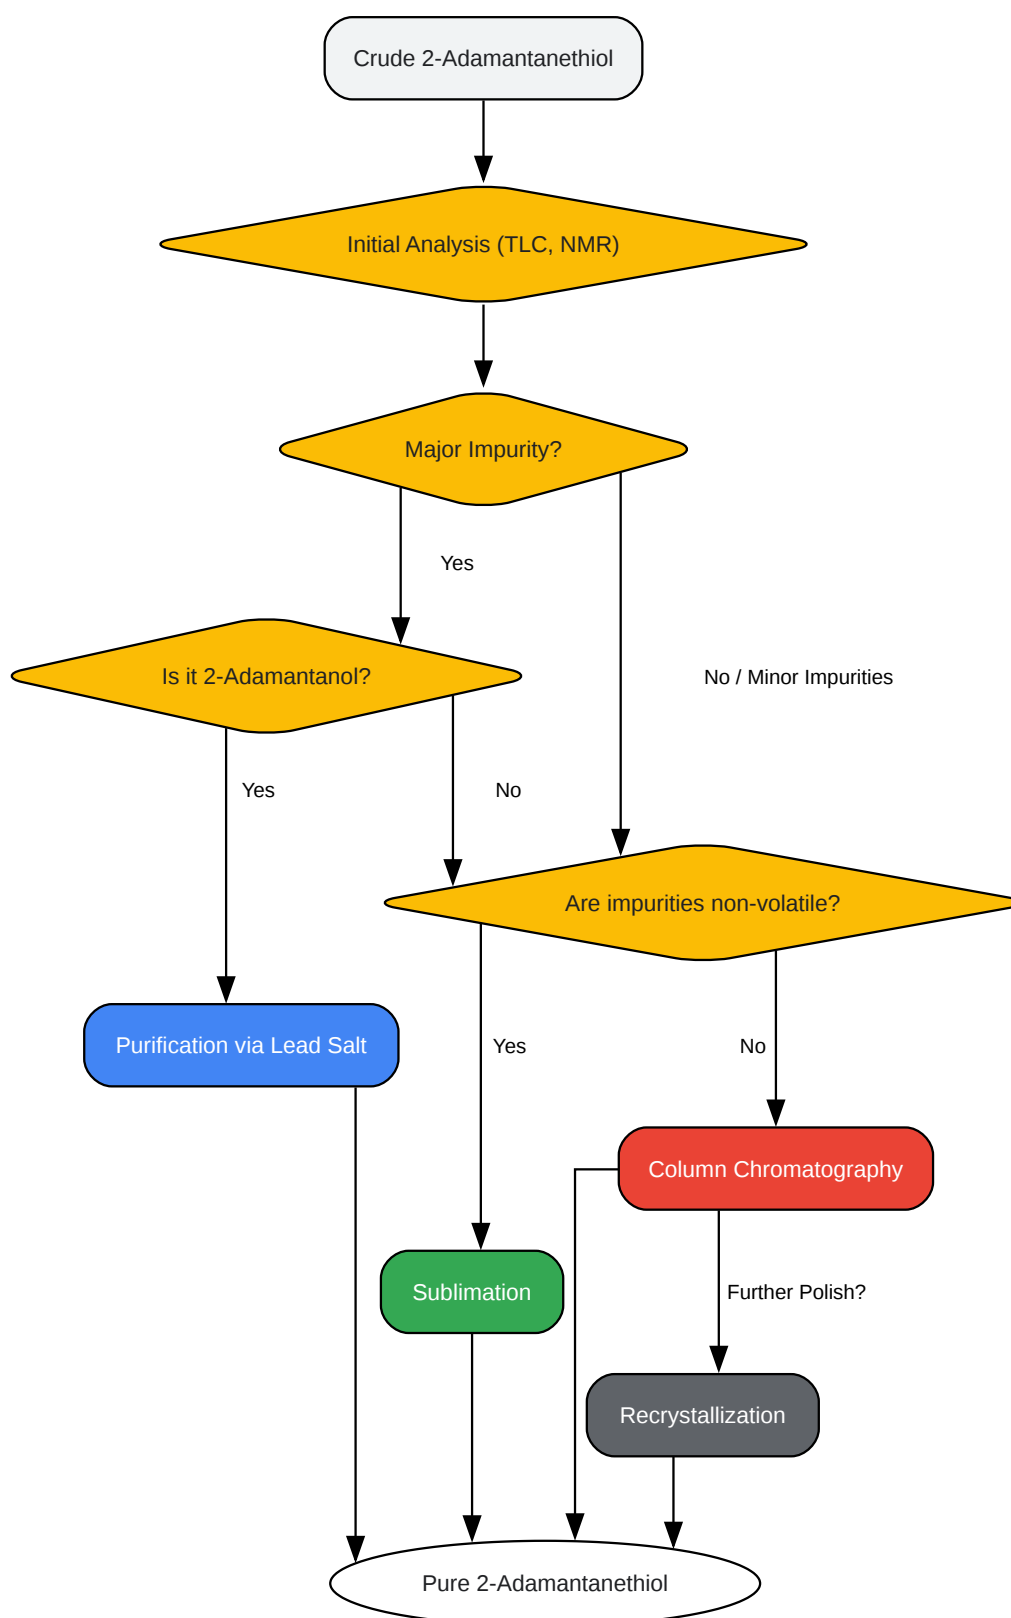 Crude 2-Adamantanethiol
Initial Analysis (TLC, NMR)
Major Impurity?
Yes
Is it 2-Adamantanol?
No / Minor Impurities
Yes
No
Are impurities non-volatile?
Purification via Lead Salt
Yes
No
Column Chromatography
Sublimation
Further Polish?
Recrystallization
Pure 2-Adamantanethiol